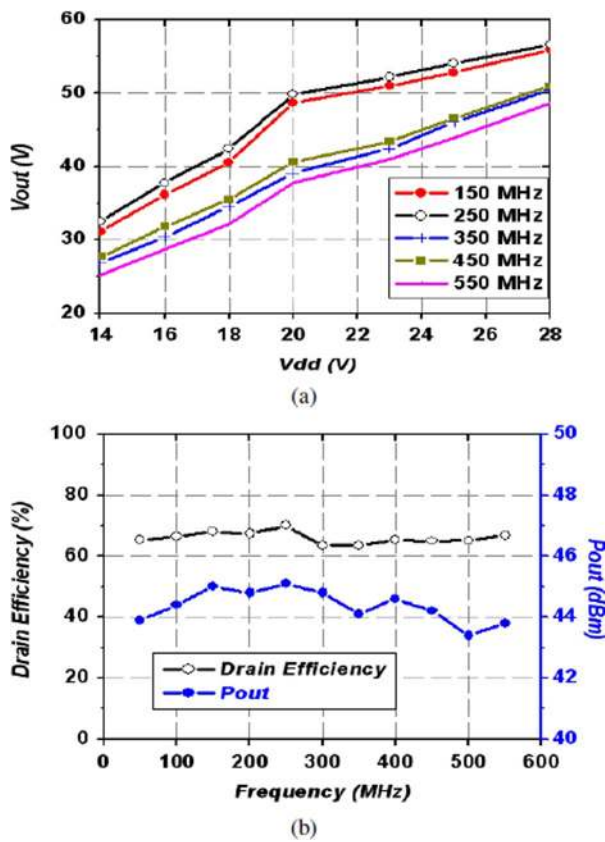 (a)
60
50
40
30
20
Vout (V)
150 MHz
250 MHz
350 MHz
450 MHz
550 MHz
14 16 18 20 22 24 26 28
Vdd (V)
(a)
100
80
60
40
20
0
Drain Efficiency (%)
50
48
46
44
42
40
Pout (dBm)
Drain Efficiency
Pout
0 100 200 300 400 500 600
Frequency (MHz)
(b)